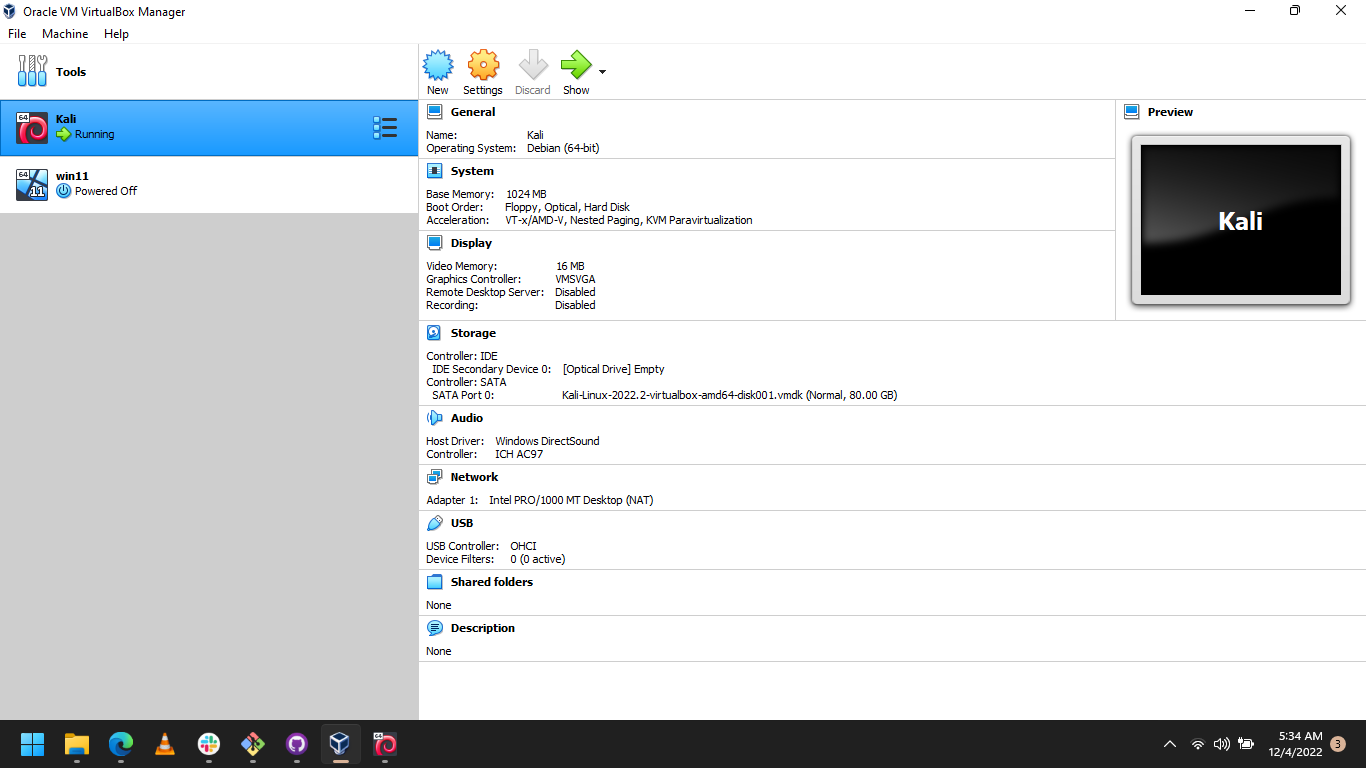 Oracle VM VirtualBox Manager
File Machine Help
Tools
New Settings Discard Show
64
Kali
Running
64
11
win11
Powered Off
General
Name: Kali
Operating System: Debian (64-bit)
System
Base Memory: 1024 MB
Boot Order: Floppy, Optical, Hard Disk
Acceleration: VT-x/AMD-V, Nested Paging, KVM Paravirtualization
Display
Video Memory: 16 MB
Graphics Controller: VMSVGA
Remote Desktop Server: Disabled
Recording: Disabled
Preview
Kali
Storage
Controller: IDE
IDE Secondary Device 0: [Optical Drive] Empty
Controller: SATA
SATA Port 0: Kali-Linux-2022.2-virtualbox-amd64-disk001.vmdk (Normal, 80.00 GB)
Audio
Host Driver: Windows DirectSound
Controller: ICH AC97
Network
Adapter 1: Intel PRO/1000 MT Desktop (NAT)
USB
USB Controller: OHCI
Device Filters: 0 (0 active)
Shared folders
None
Description
None
64
5:34 AM
12/4/2022
3